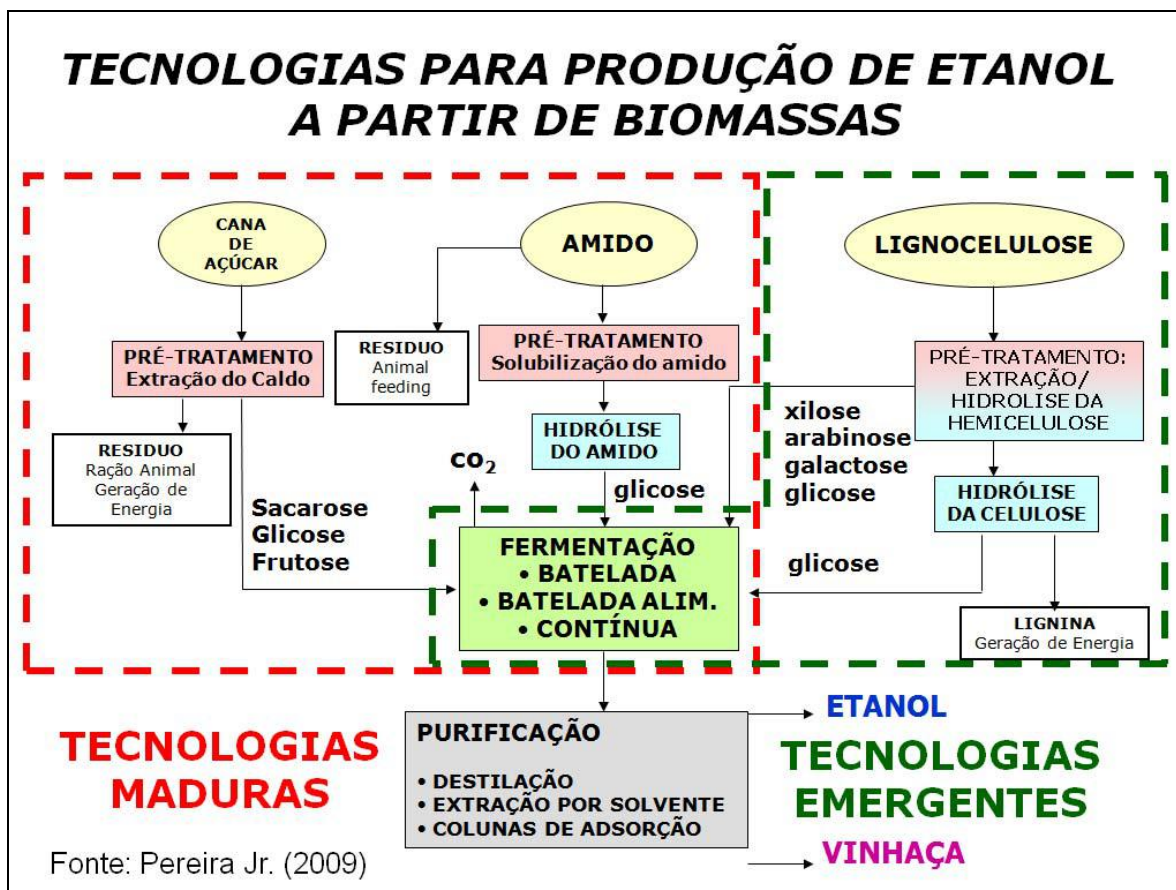 TECNOLOGIAS PARA PRODUÇÃO DE ETANOL
A PARTIR DE BIOMASSAS
CANA
DE
AÇÚCAR
PRÉ-TRATAMENTO
Extração do Caldo
RESIDUO
Ração Animal
Geração de
Energia
Sacarose
Glicose
Frutose
AMIDO
RESIDUO
Animal
feeding
PRÉ-TRATAMENTO
Solubilização do amido
HIDRÓLISE
DO AMIDO
glicose
CO₂
LIGNOCELULOSE
PRÉ-TRATAMENTO:
EXTRAÇÃO/
HIDROLISE DA
HEMICELULOSE
xilose
arabinose
galactose
glicose
HIDRÓLISE
DA CELULOSE
glicose
LIGNINA
Geração de Energia
FERMENTAÇÃO
• BATELADA
• BATELADA ALIM.
• CONTÍNUA
PURIFICAÇÃO
• DESTILAÇÃO
• EXTRAÇÃO POR SOLVENTE
• COLUNAS DE ADSORÇÃO
ETANOL
VINHAÇA
TECNOLOGIAS
MADURAS
TECNOLOGIAS
EMERGENTES
Fonte: Pereira Jr. (2009)